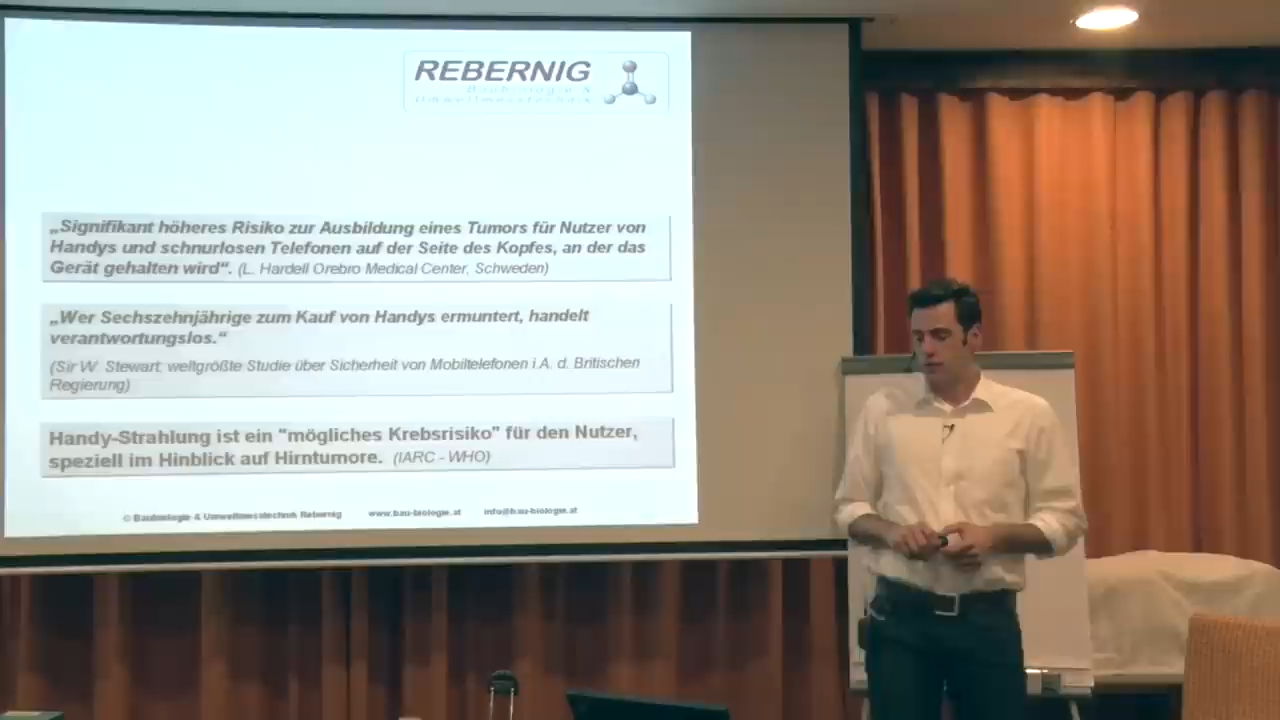 REBERNIG
Baubiologie &
Umweltmesstechnik
„Signifikant höheres Risiko zur Ausbildung eines Tumors für Nutzer von
Handys und schnurlosen Telefonen auf der Seite des Kopfes, an der das
Gerät gehalten wird“. (L. Hardell Orebro Medical Center, Schweden)
„Wer Sechszehnjährige zum Kauf von Handys ermuntert, handelt
verantwortungslos.“
(Sir W. Stewart: weltgrößte Studie über Sicherheit von Mobiltelefonen i.A. d. Britischen
Regierung)
Handy-Strahlung ist ein "mögliches Krebsrisiko" für den Nutzer,
speziell im Hinblick auf Hirntumore. (IARC - WHO)
© Baubiologie & Umweltmesstechnik Rebernig www.bau-biologie.at info@bau-biologie.at